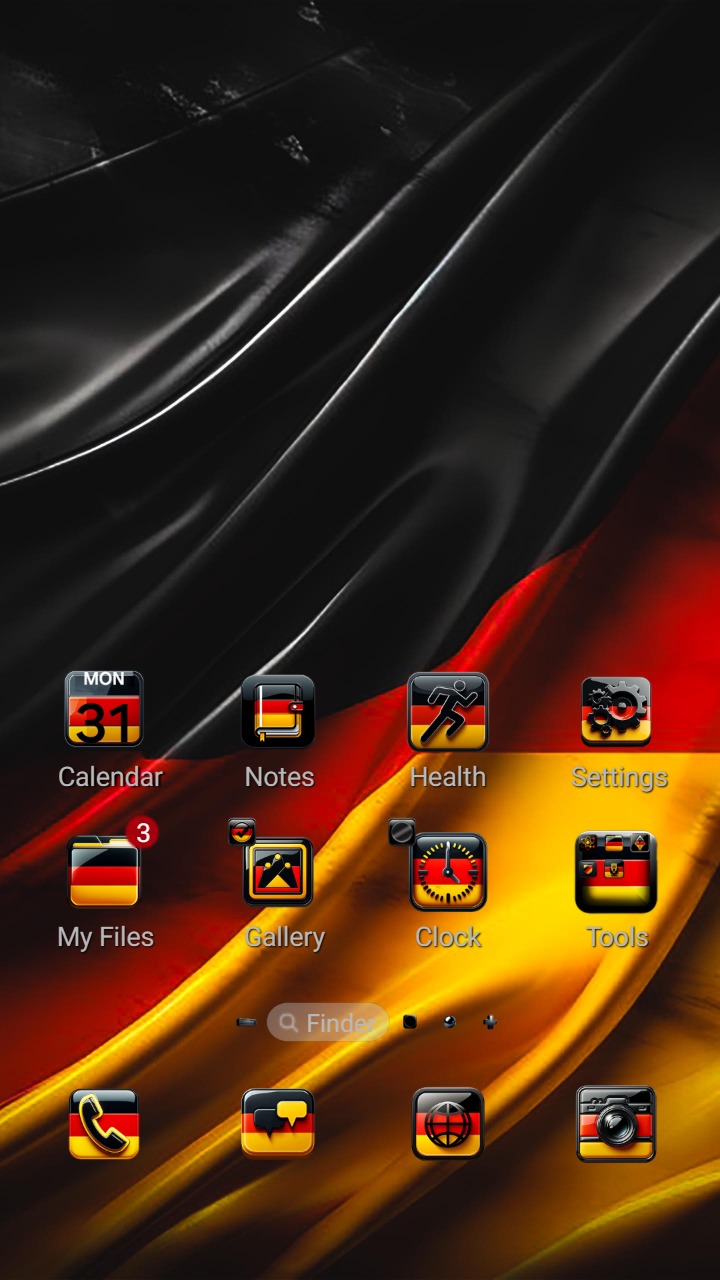 MON
31
Calendar
Notes
Health
Settings
3
My Files
Gallery
Clock
Tools
Finder